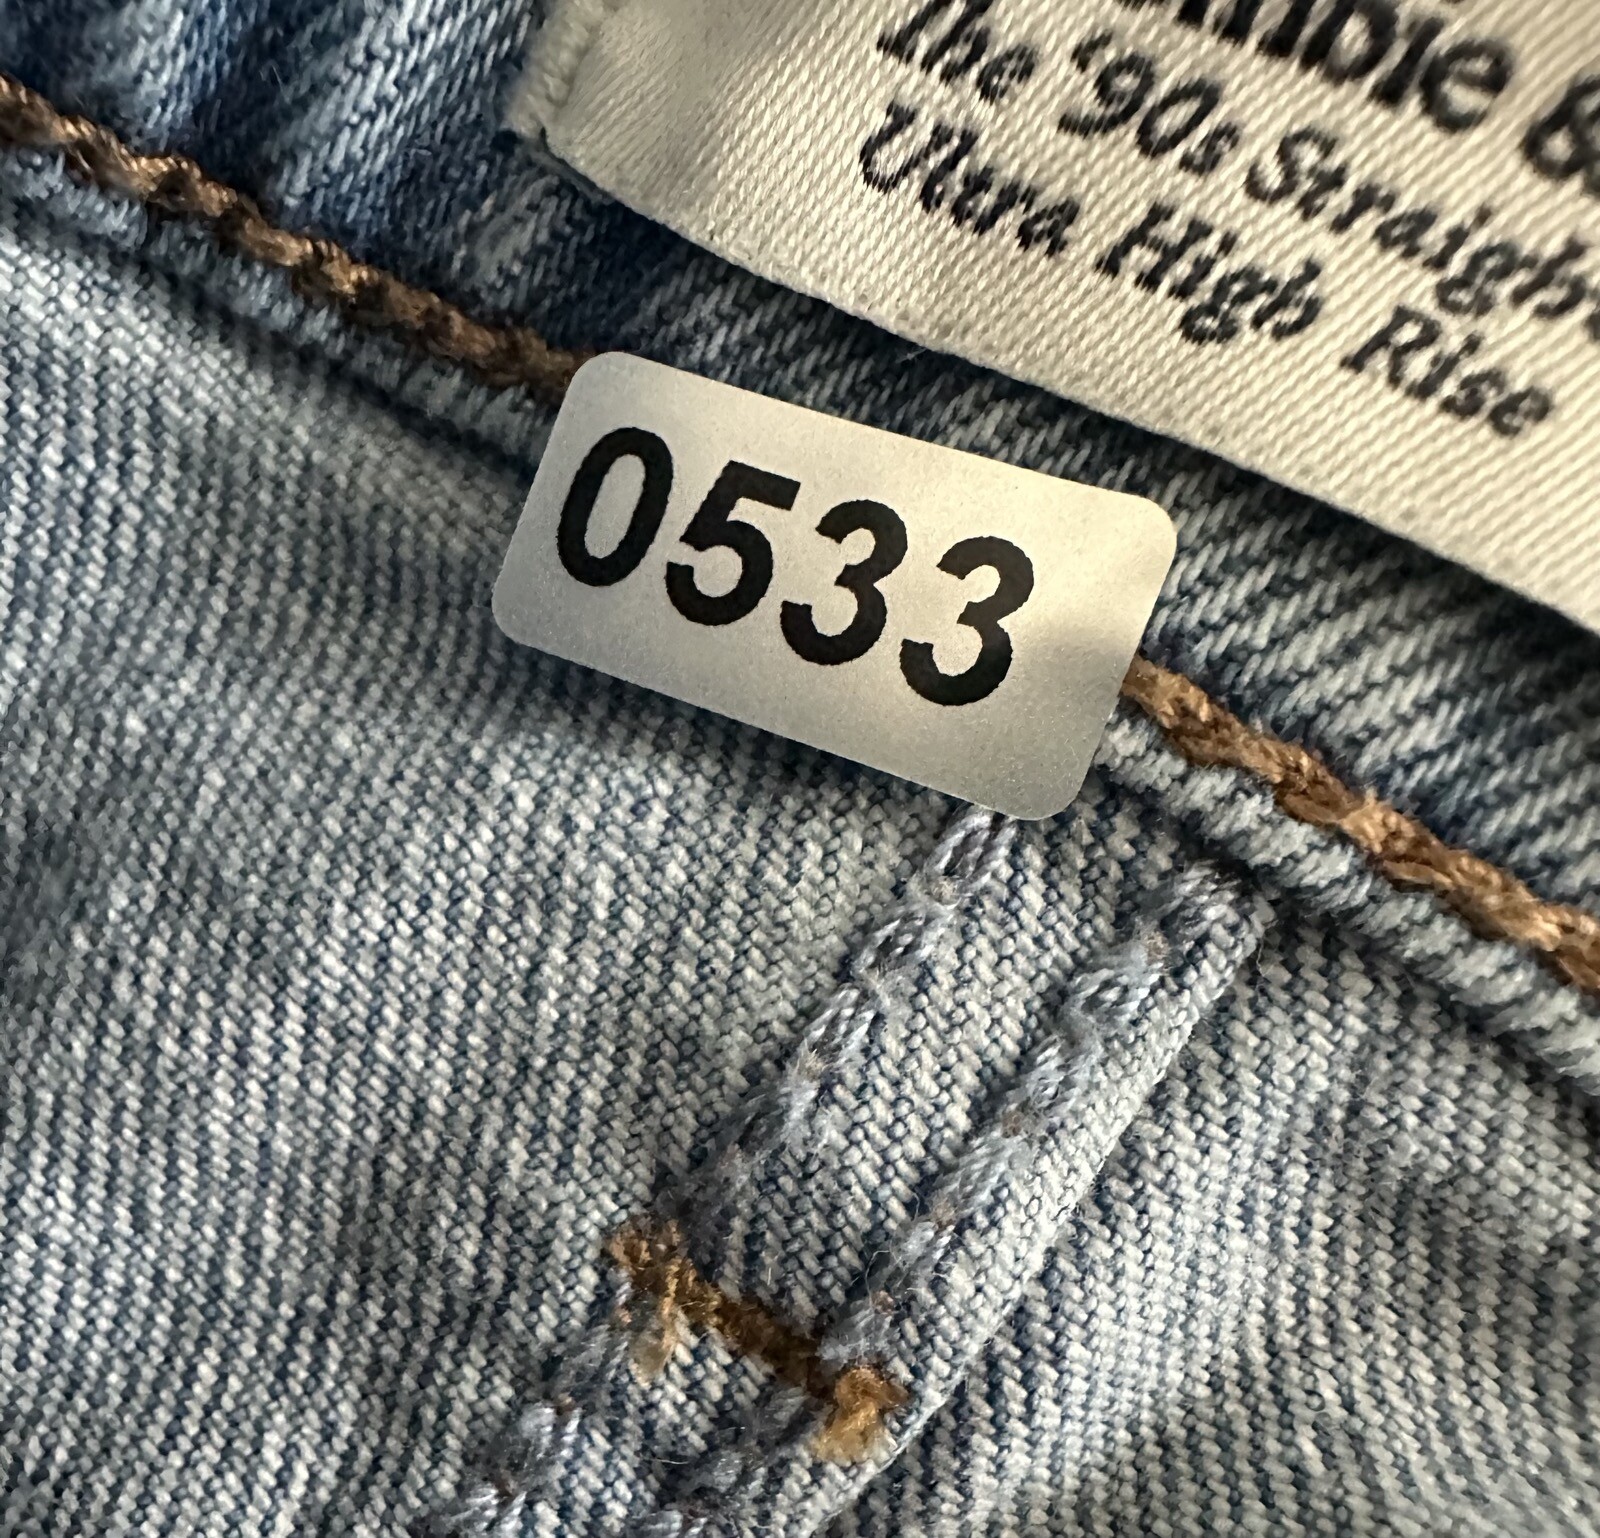 The '90s Straight
Ultra High Rise
0533